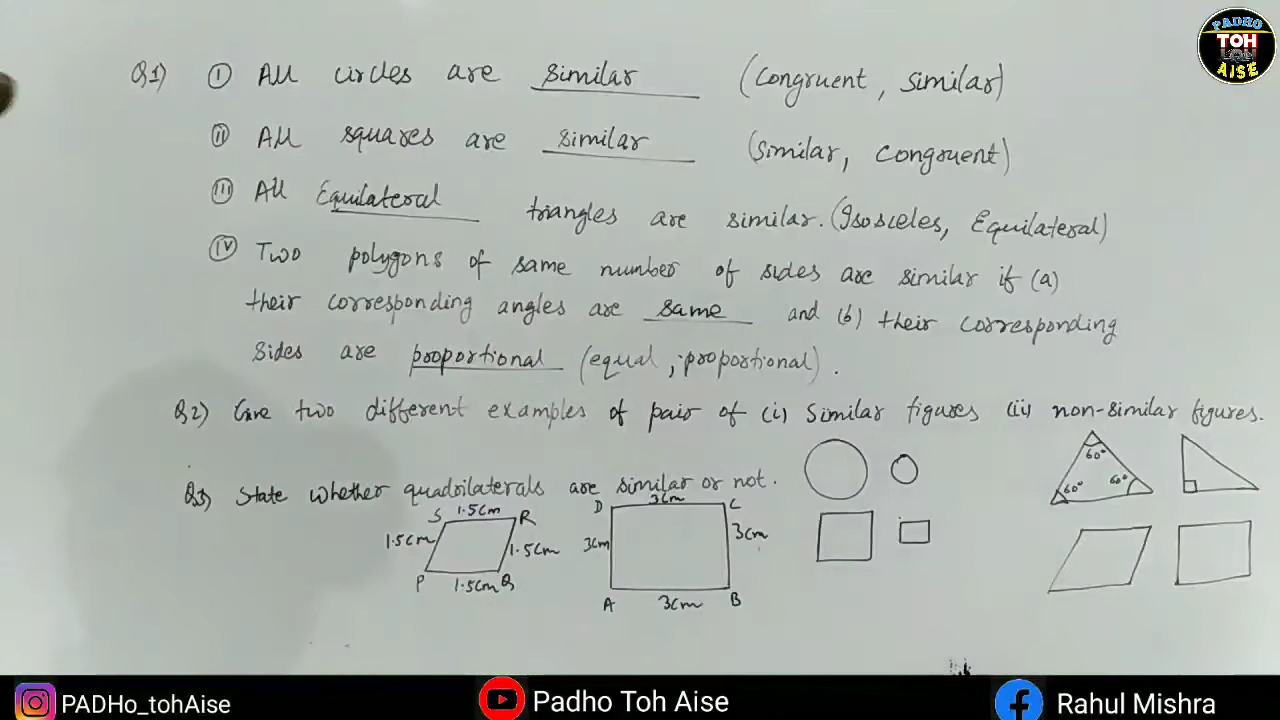 PADHO
TOH
AISE
Q1) (i) All circles are similar (Congruent, similar)
(ii) All squares are similar (Similar, Congruent)
(iii) All Equilateral triangles are similar. (Isosceles, Equilateral)
(iv) Two polygons of same number of sides are similar if (a)
their corresponding angles are same and (b) their corresponding
sides are proportional (equal, proportional).
Q2) Give two different examples of pair of (i) Similar figures (ii) non-similar figures.
60°
60° 60°
Q3) State whether quadrilaterals are similar or not.
S 1.5cm R D 3cm C
1.5cm 1.5cm 3cm 3cm
P 1.5cm Q A 3cm B
PADHo_tohAise Padho Toh Aise Rahul Mishra